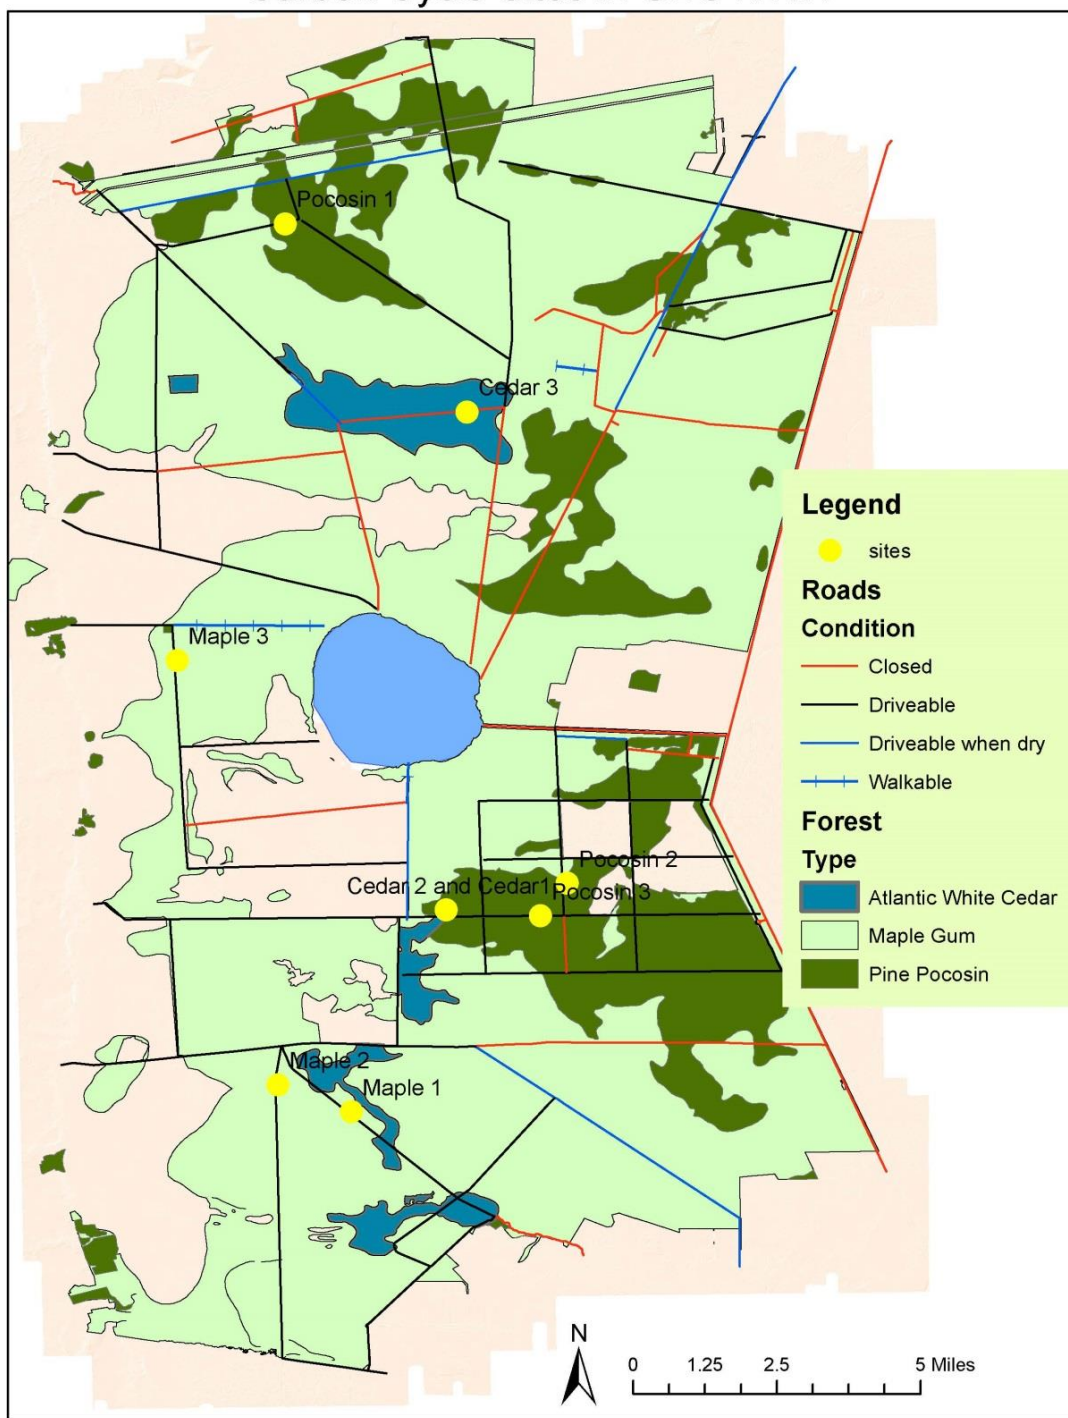 Pocosin 1
Cedar 3
Legend
sites
Roads
Condition
Maple 3
Closed
Driveable
Driveable when dry
Walkable
Forest
Type
Pocosin 2
Cedar 2 and Cedar1
Pocosin 3
Atlantic White Cedar
Maple Gum
Pine Pocosin
Maple 2
Maple 1
N
0 1.25 2.5 5 Miles